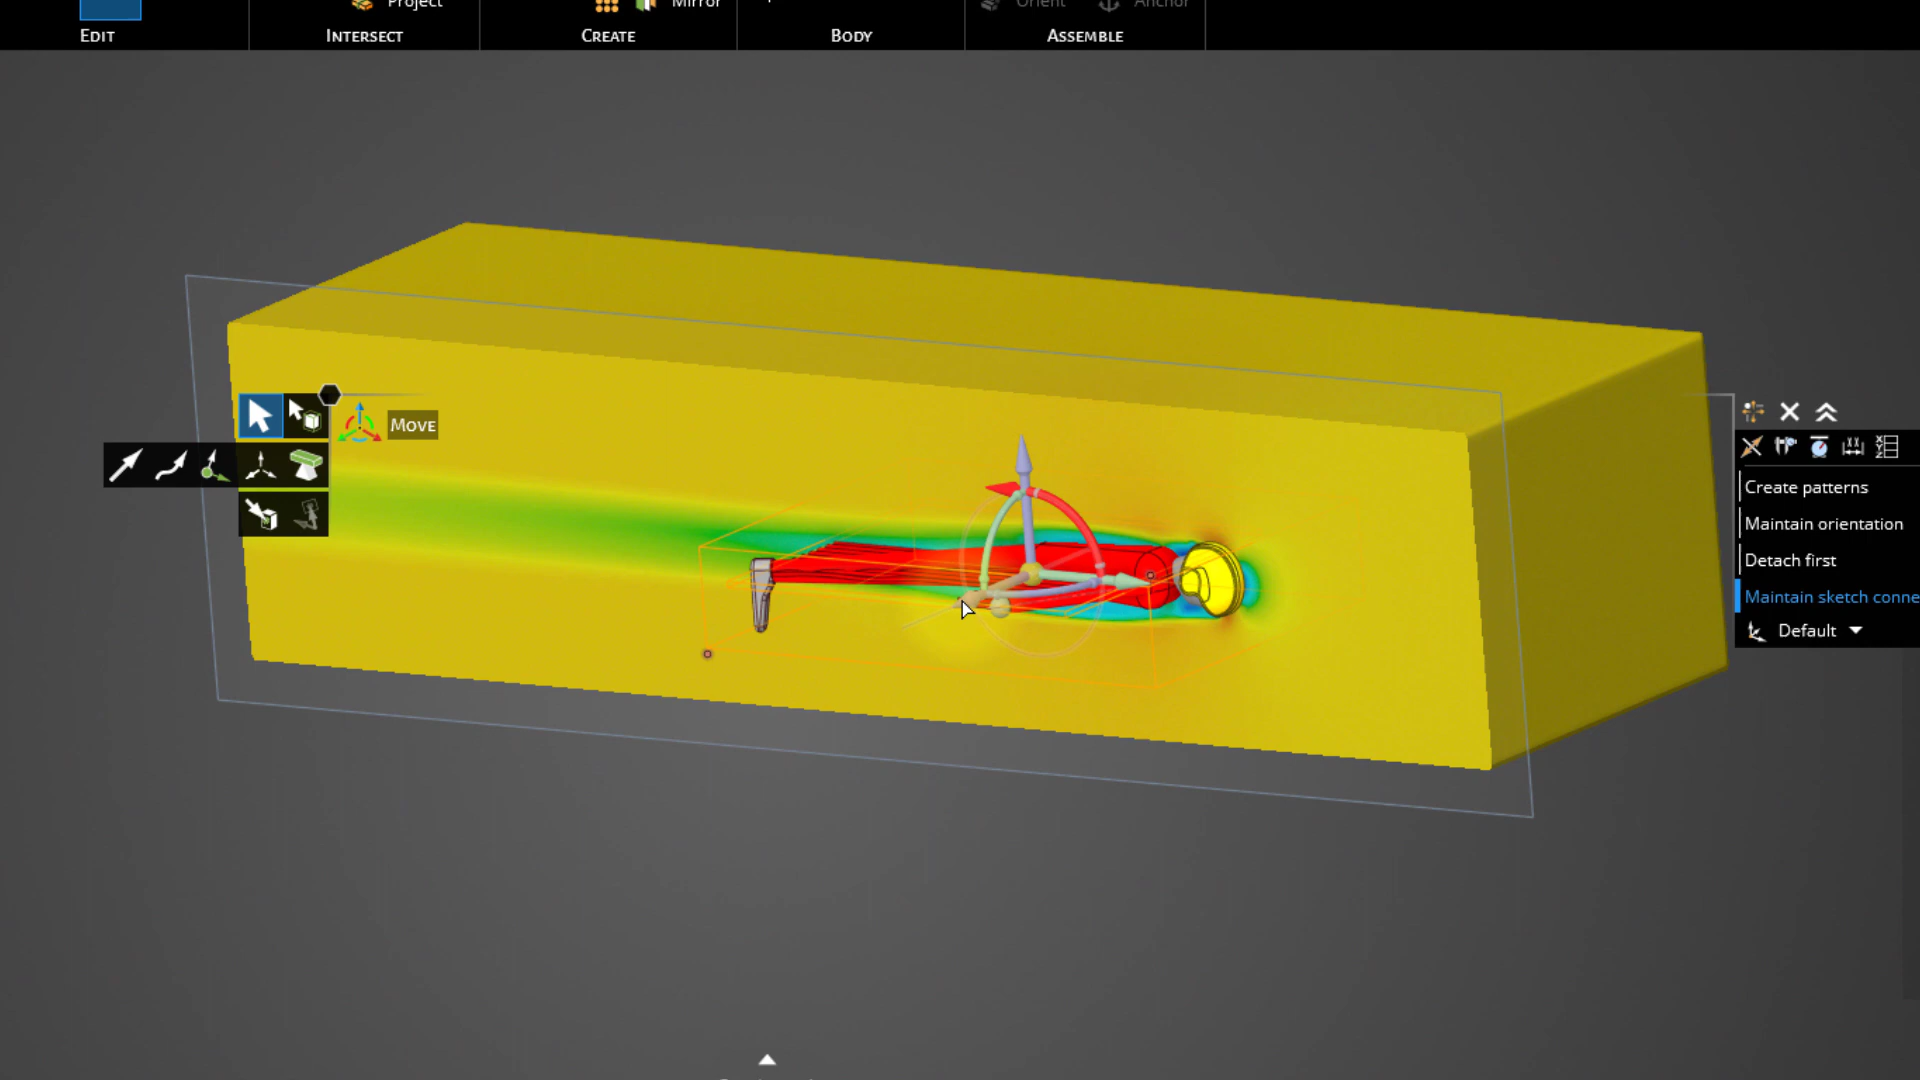 Project
Mirror
Orient
Anchor
EDIT
INTERSECT
CREATE
BODY
ASSEMBLE
MOVE
Create patterns
Maintain orientation
Detach first
Maintain sketch conne
Default